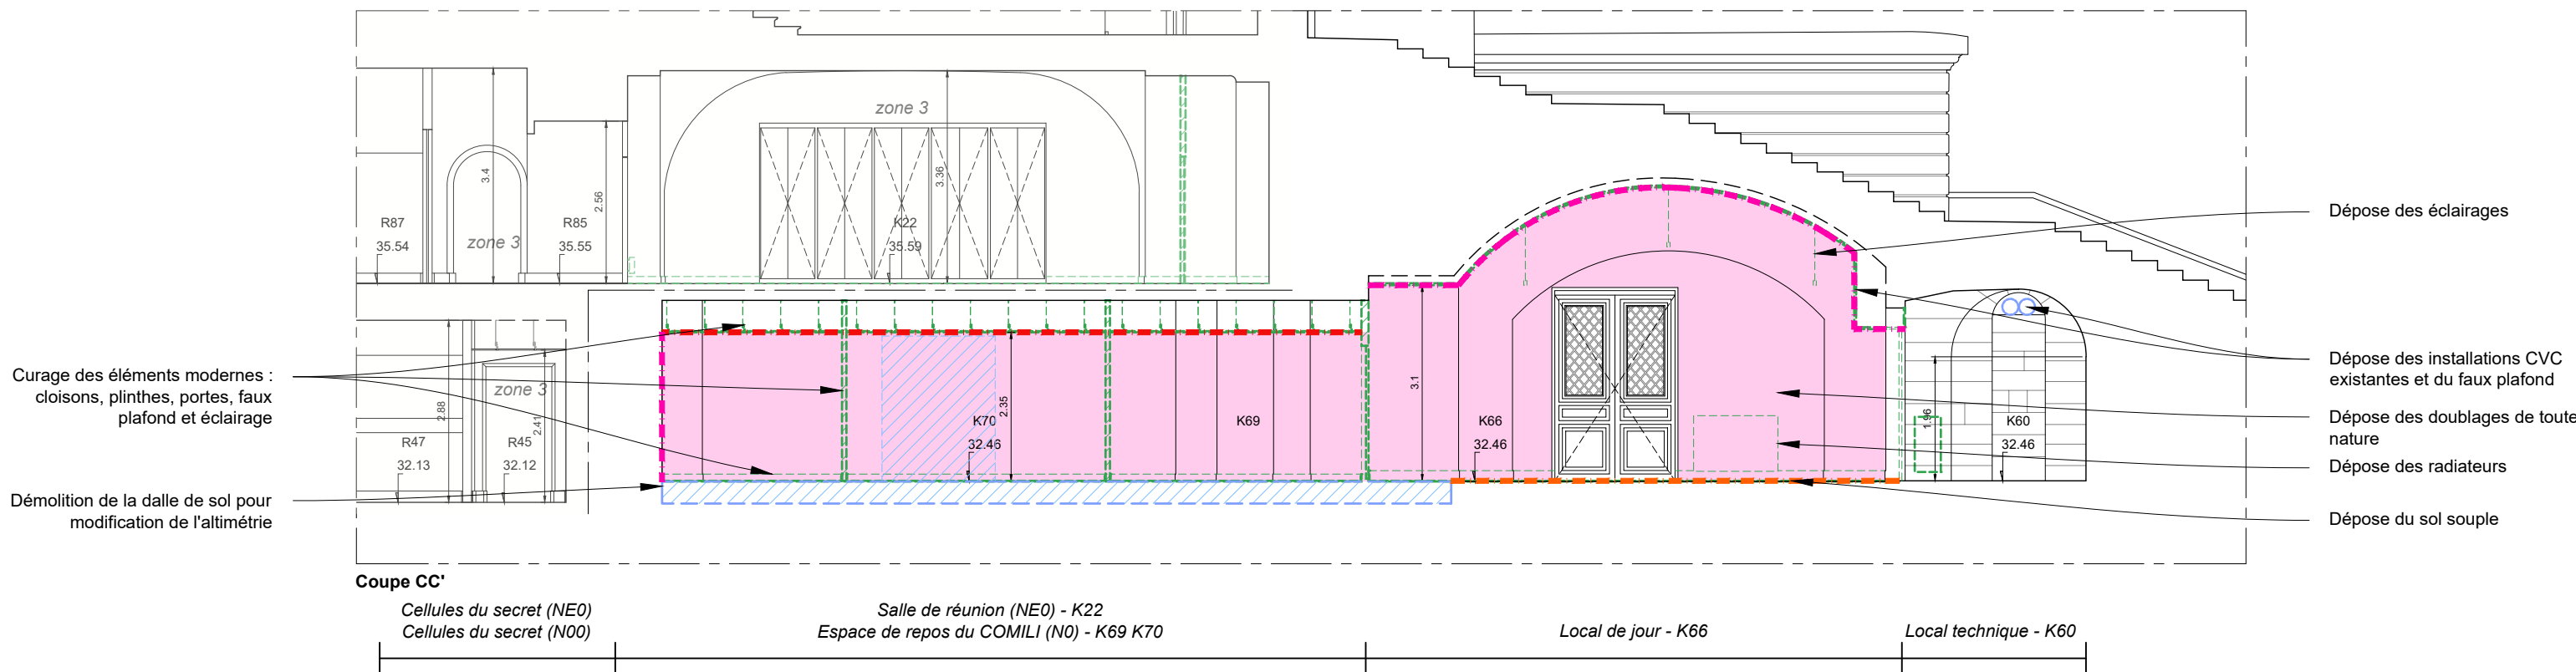 zone 3
3.4
R87
35.54
zone 3
R85
35.55
2.56
K22
35.59
3.36
Dépose des éclairages
Curage des éléments modernes :
cloisons, plinthes, portes, faux
plafond et éclairage
Démolition de la dalle de sol pour
modification de l'altimétrie
2.88
R47
32.13
zone 3
R45
32.12
2.41
K70
32.46
2.35
K69
3.1
K66
32.46
1.96
K60
32.46
Dépose des installations CVC
existantes et du faux plafond
Dépose des doublages de toute
nature
Dépose des radiateurs
Dépose du sol souple
Coupe CC'
Cellules du secret (NE0)
Cellules du secret (N00)
Salle de réunion (NE0) - K22
Espace de repos du COMILI (N0) - K69 K70
Local de jour - K66
Local technique - K60